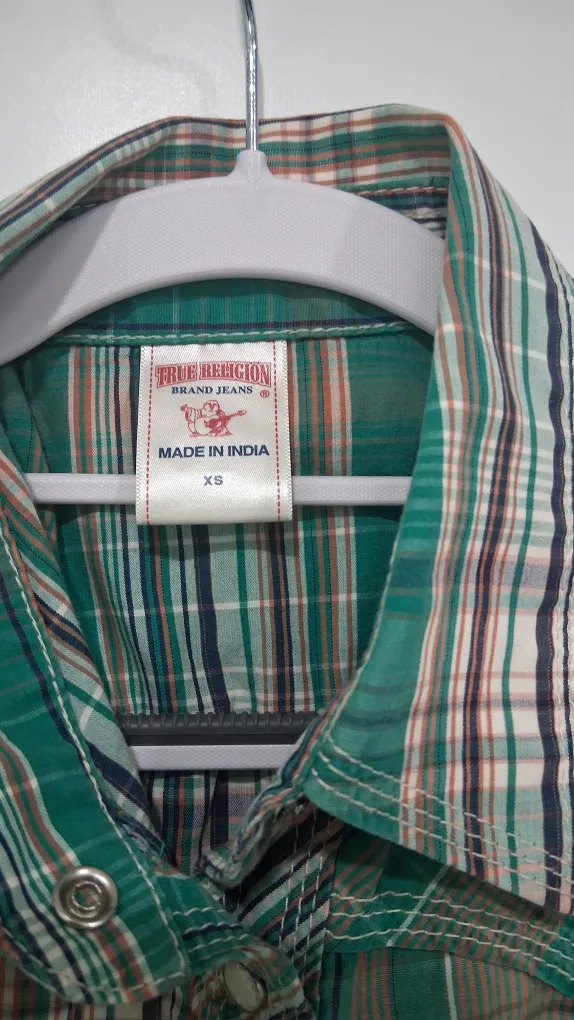 TRUE RELIGION
BRAND JEANS ®
MADE IN INDIA
XS